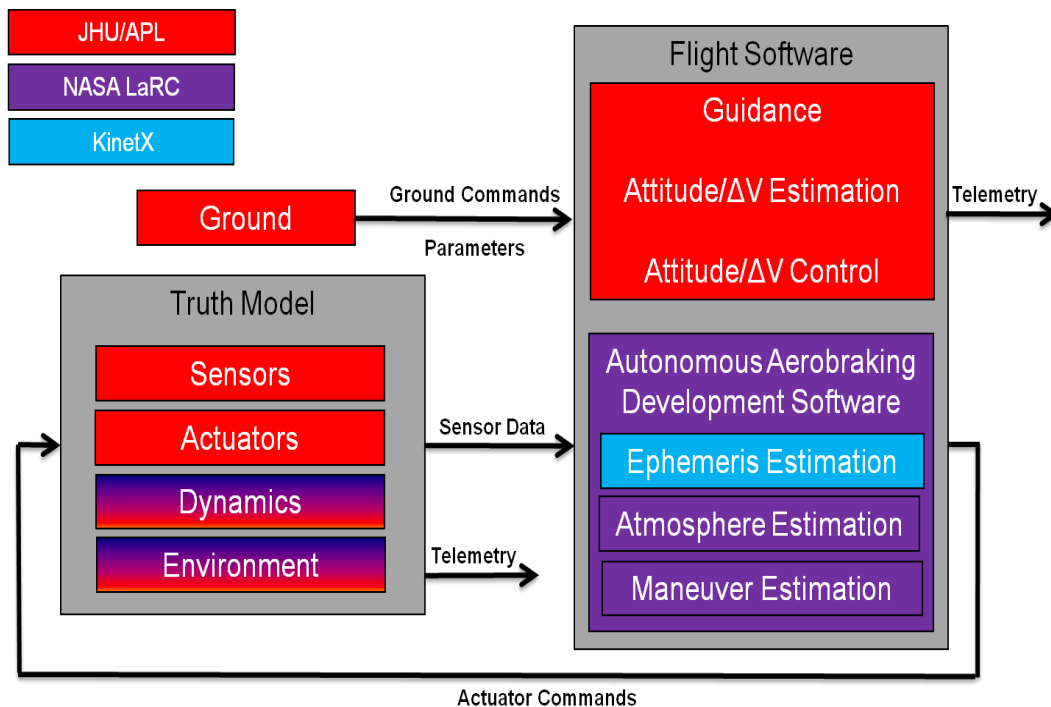 JHU/APL
NASA LaRC
KinetX
Ground
Ground Commands
Parameters
Flight Software
Guidance
Attitude/ΔV Estimation
Attitude/ΔV Control
Telemetry
Truth Model
Sensors
Actuators
Dynamics
Environment
Sensor Data
Telemetry
Autonomous Aerobraking
Development Software
Ephemeris Estimation
Atmosphere Estimation
Maneuver Estimation
Actuator Commands